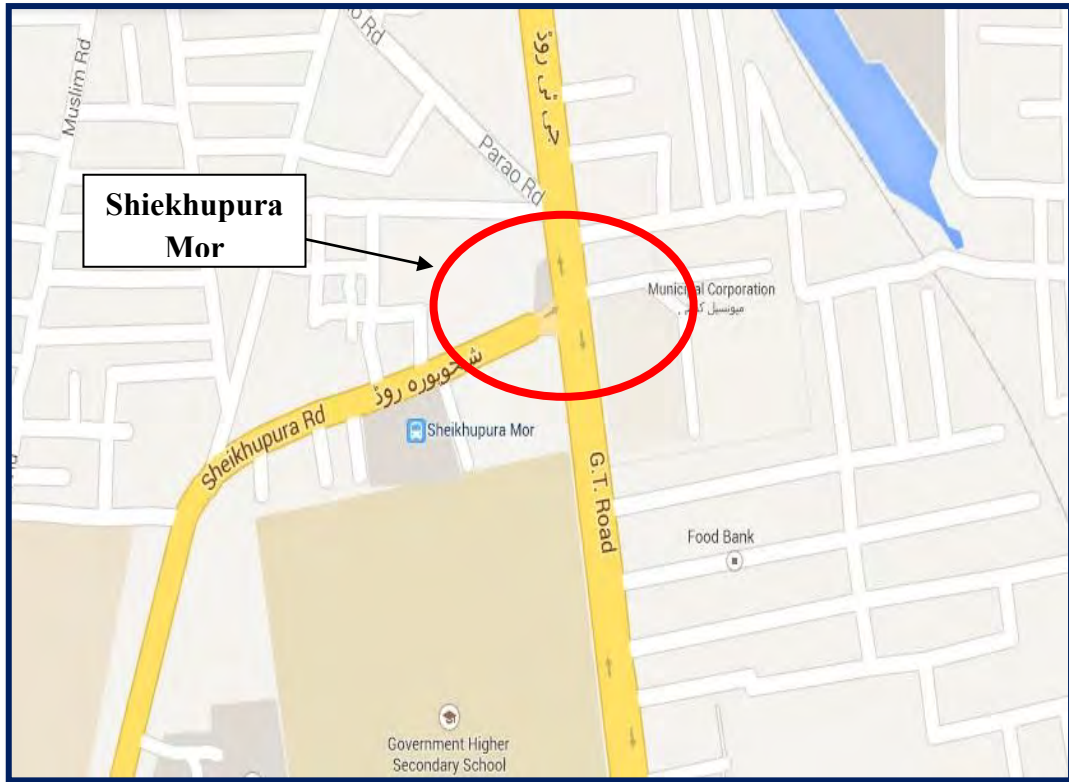 Muslim Rd
o Rd
جی ٹی روڈ
Parao Rd
Shiekhupura
Mor
Municipal Corporation
میونسپل
شیخوپورہ روڈ
Sheikhupura Rd
Sheikhupura Mor
G.T. Road
Food Bank
Government Higher
Secondary School